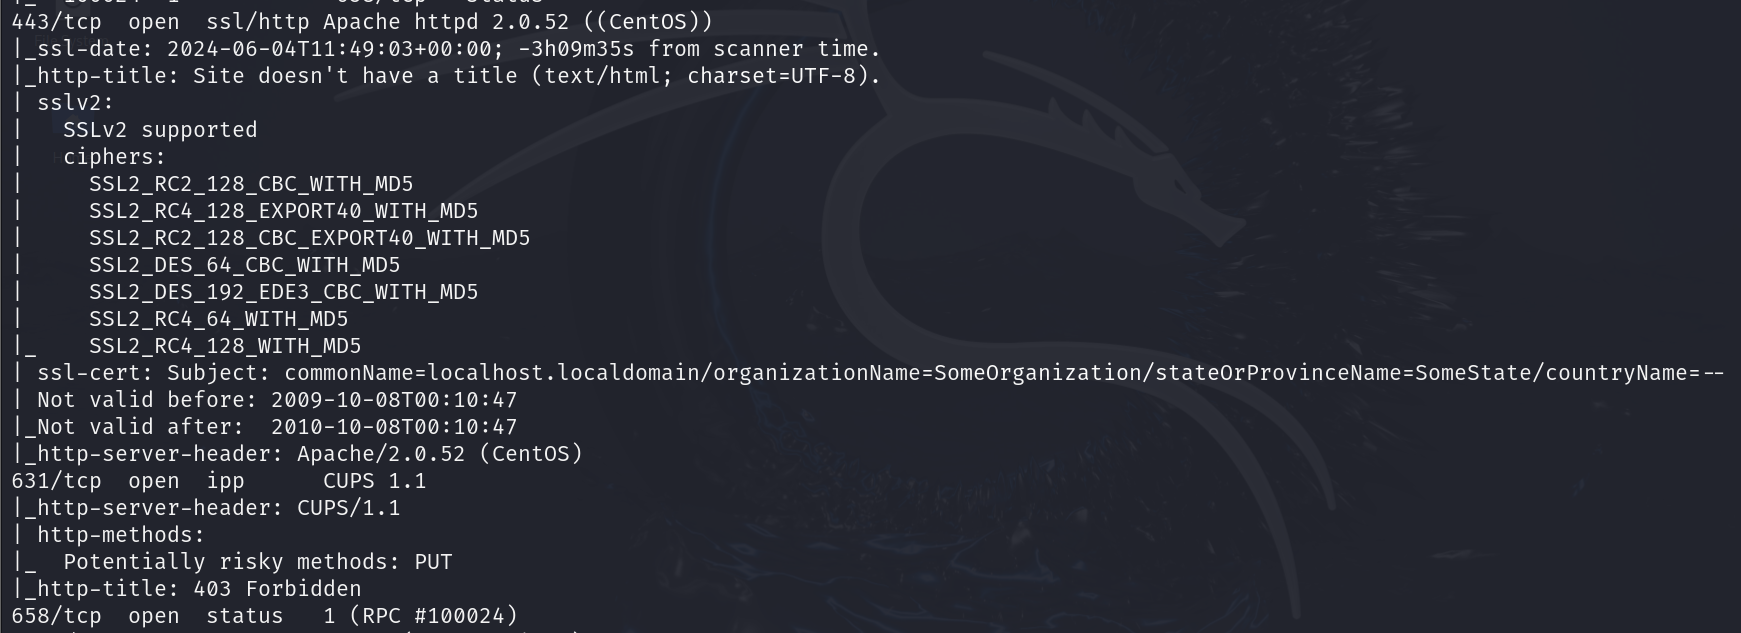 443/tcp  open  ssl/http Apache httpd 2.0.52 ((CentOS))
|_ssl-date: 2024-06-04T11:49:03+00:00; -3h09m35s from scanner time.
|_http-title: Site doesn't have a title (text/html; charset=UTF-8).
| sslv2:
|   SSLv2 supported
|   ciphers:
|     SSL2_RC2_128_CBC_WITH_MD5
|     SSL2_RC4_128_EXPORT40_WITH_MD5
|     SSL2_RC2_128_CBC_EXPORT40_WITH_MD5
|     SSL2_DES_64_CBC_WITH_MD5
|     SSL2_DES_192_EDE3_CBC_WITH_MD5
|     SSL2_RC4_64_WITH_MD5
|_    SSL2_RC4_128_WITH_MD5
| ssl-cert: Subject: commonName=localhost.localdomain/organizationName=SomeOrganization/stateOrProvinceName=SomeState/countryName=--
| Not valid before: 2009-10-08T00:10:47
|_Not valid after:  2010-10-08T00:10:47
|_http-server-header: Apache/2.0.52 (CentOS)
631/tcp  open  ipp      CUPS 1.1
|_http-server-header: CUPS/1.1
| http-methods:
|_  Potentially risky methods: PUT
|_http-title: 403 Forbidden
658/tcp  open  status   1 (RPC #100024)